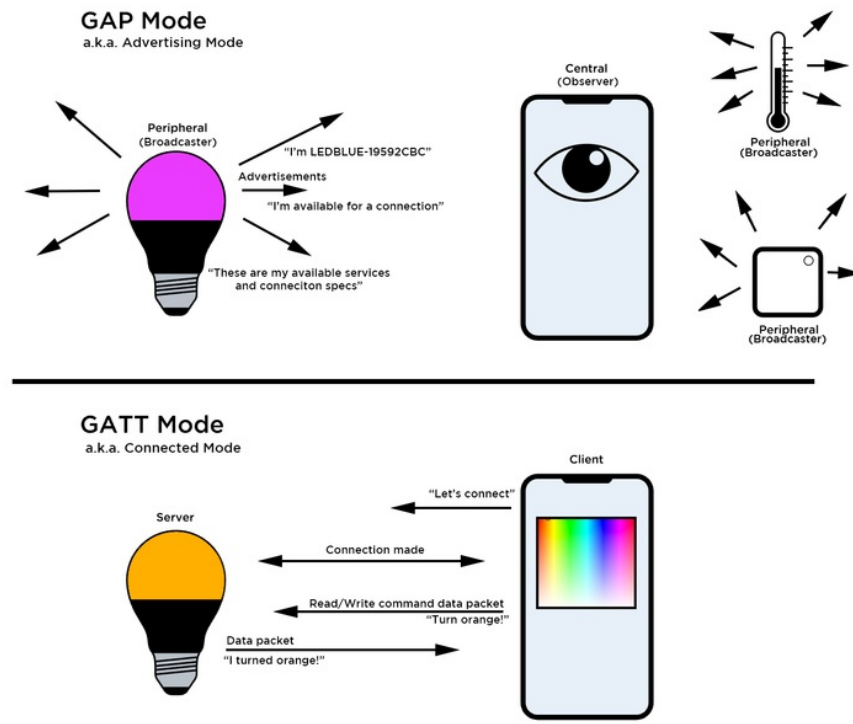 GAP Mode
a.k.a. Advertising Mode
Peripheral
(Broadcaster)
"I'm LEDBLUE-19592CBC"
Advertisements
"I'm available for a connection"
"These are my available services
and conneciton specs"
Central
(Observer)
Peripheral
(Broadcaster)
Peripheral
(Broadcaster)
GATT Mode
a.k.a. Connected Mode
Server
Client
"Let's connect"
Connection made
Read/Write command data packet
"Turn orange!"
Data packet
"I turned orange!"